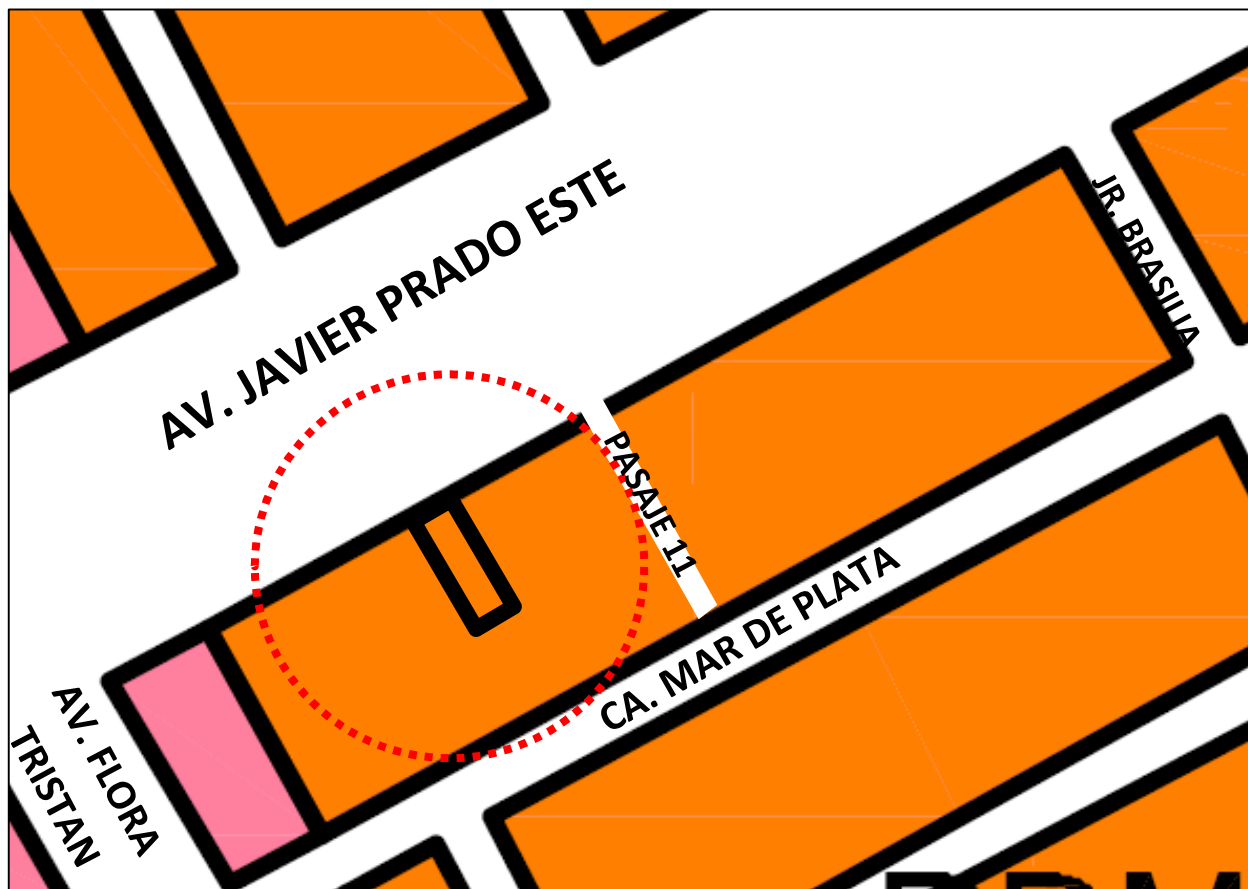 AV. JAVIER PRADO ESTE
JR. BRASILIA
PASAJE 11
CA. MAR DE PLATA
AV. FLORA
TRISTAN